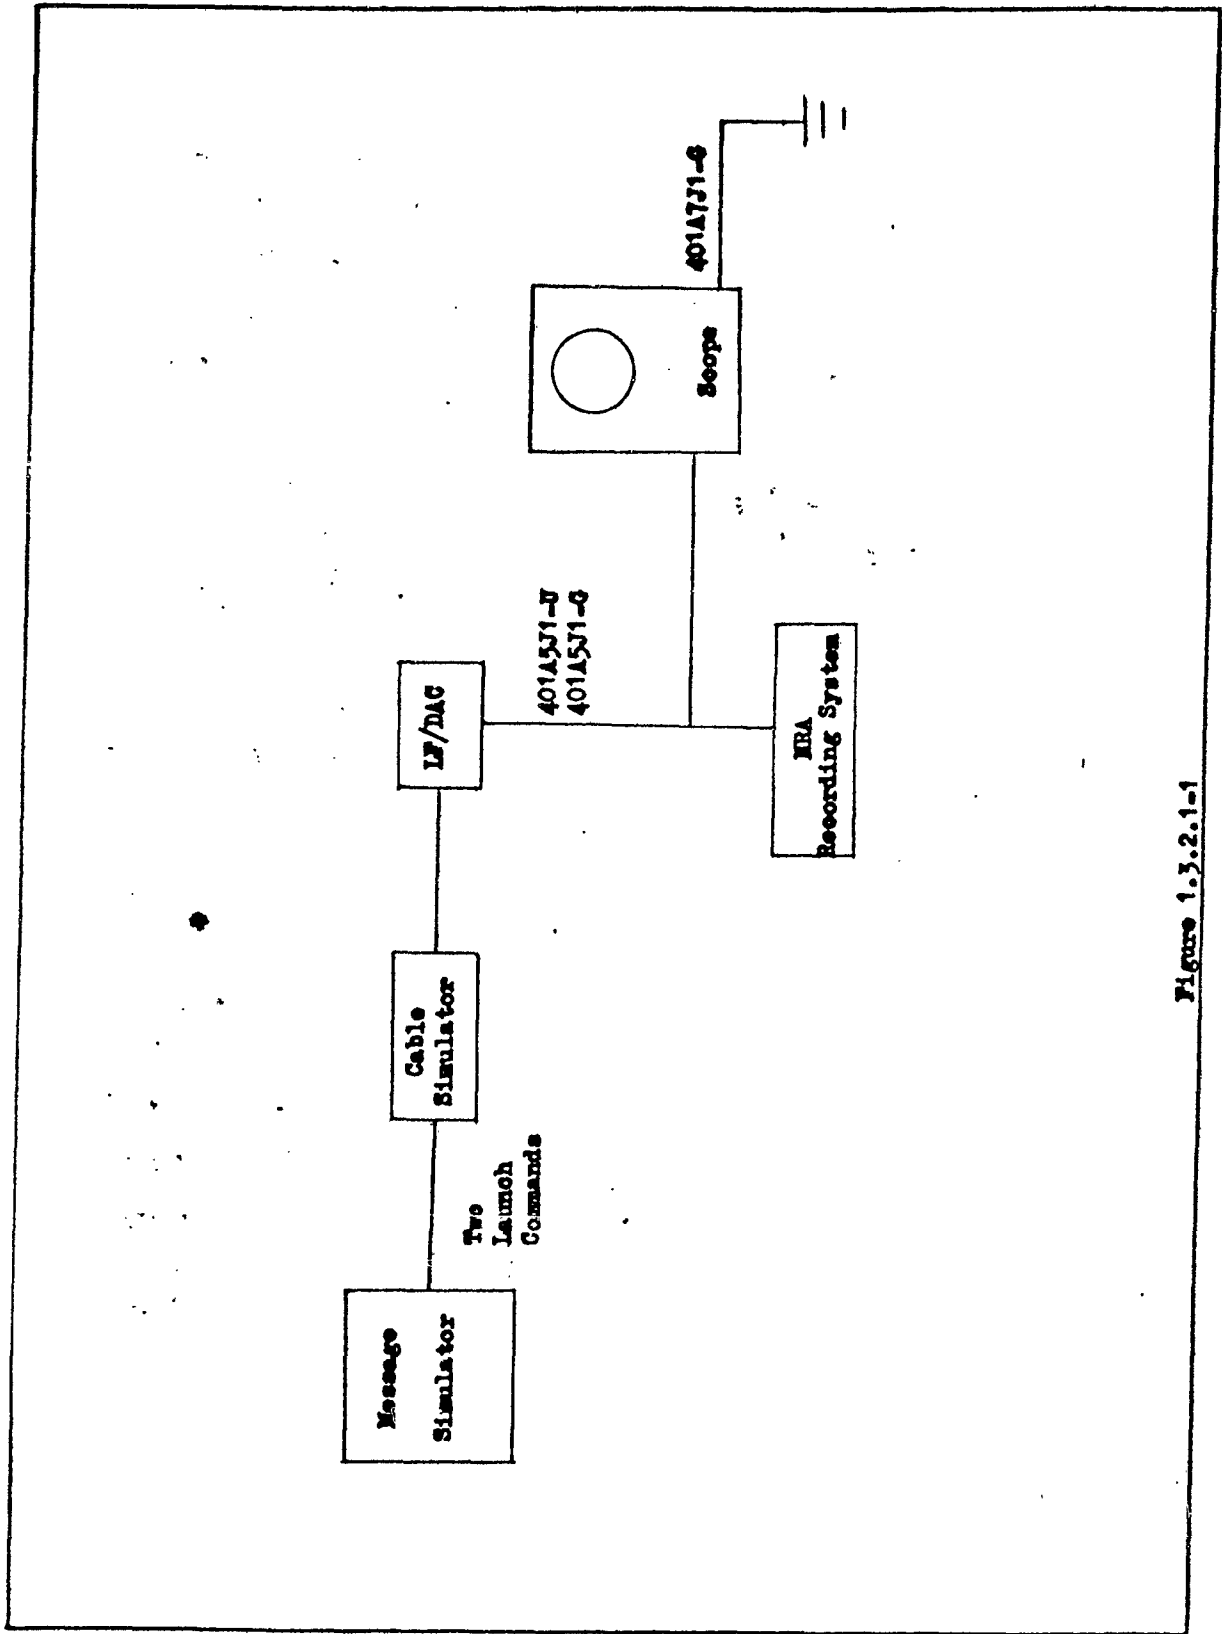 Message
Simulator
Two
Launch
Commands
Cable
Simulator
LF/DAC
401A5J1-U
401A5J1-G
MRA
Recording System
Scope
401A7J1-G
Figure 1.3.2.1-1